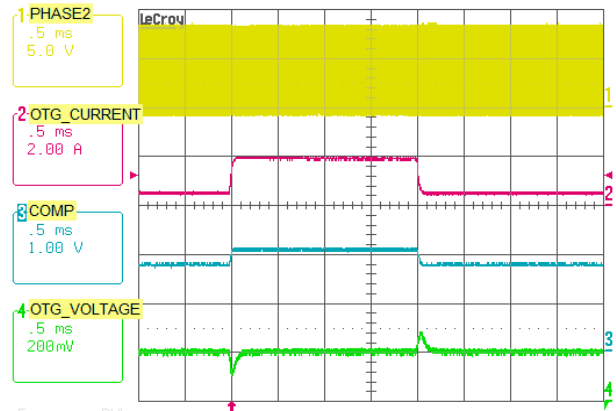 1 PHASE2
.5 ms
5.0 V
LeCroy
1
2 OTG_CURRENT
.5 ms
2.00 A
2
3 COMP
.5 ms
1.00 V
3
4 OTG_VOLTAGE
.5 ms
200mV
4